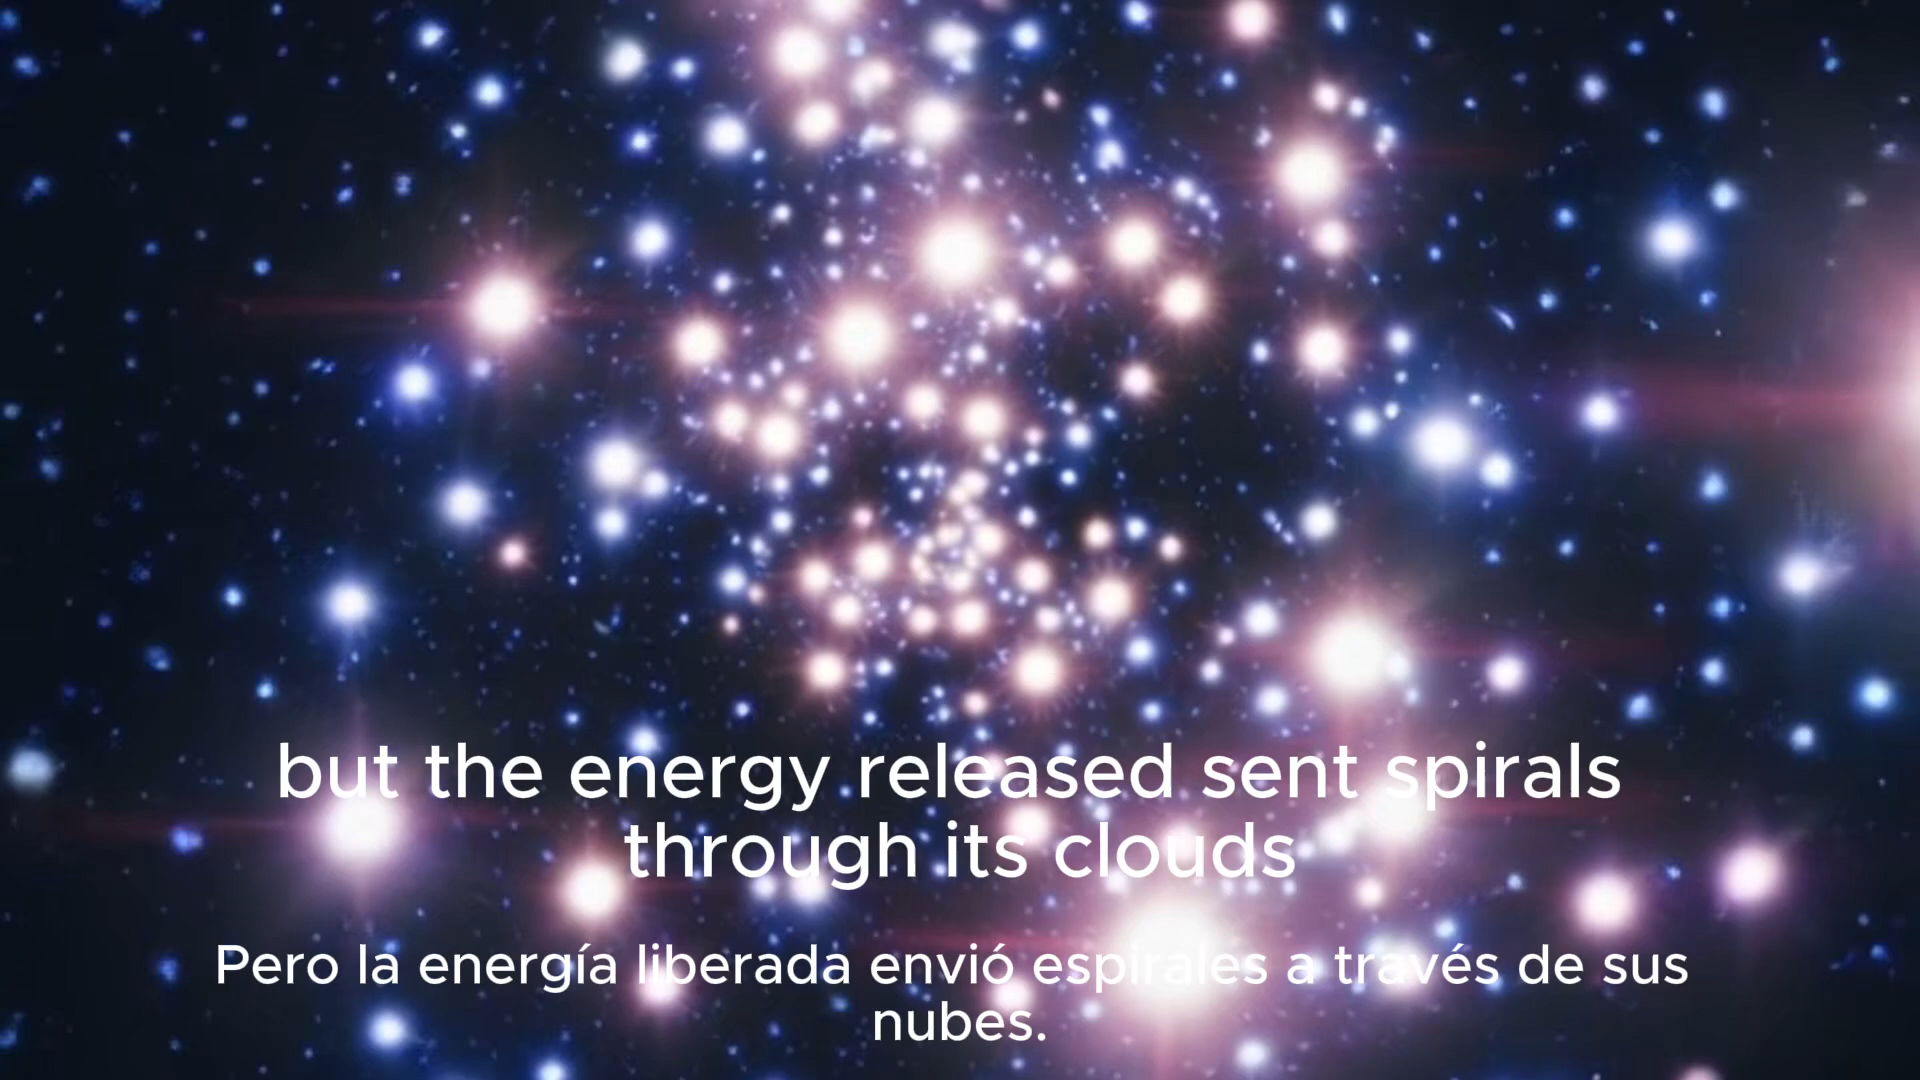 but the energy released sent spirals
through its clouds
Pero la energía liberada envió espirales a través de sus
nubes.